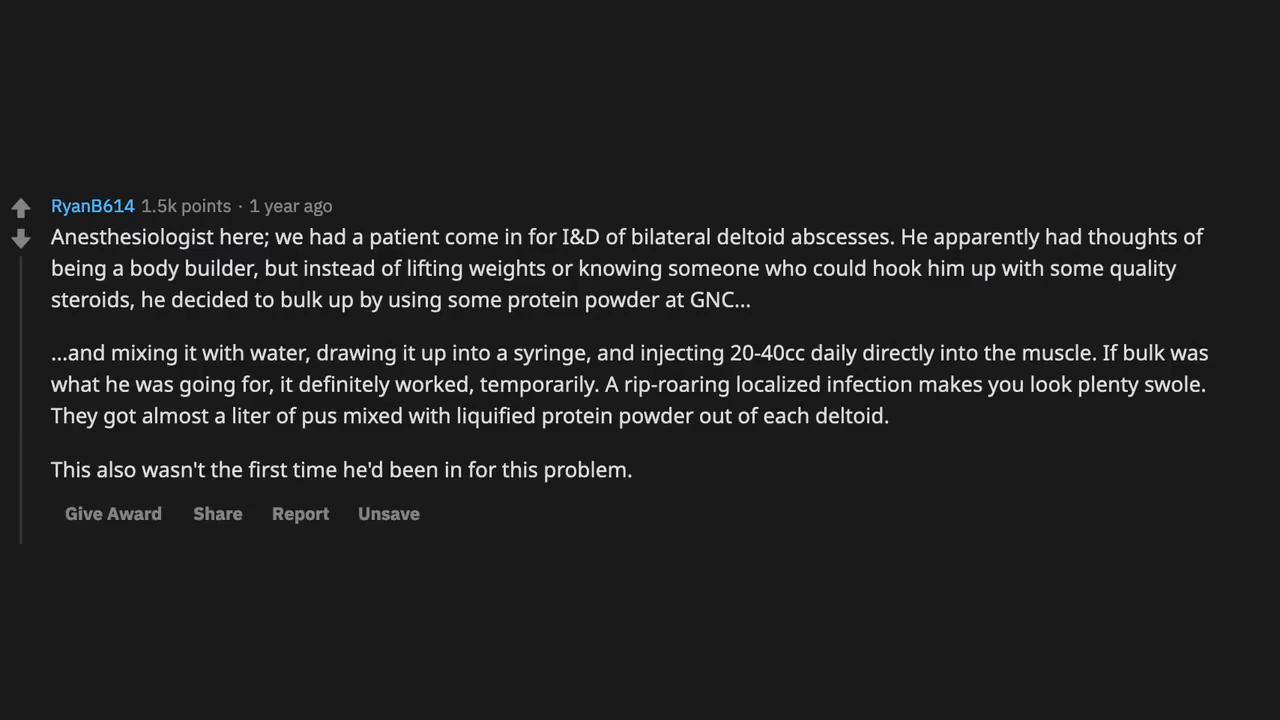 RyanB614 1.5k points · 1 year ago
Anesthesiologist here; we had a patient come in for I&D of bilateral deltoid abscesses. He apparently had thoughts of
being a body builder, but instead of lifting weights or knowing someone who could hook him up with some quality
steroids, he decided to bulk up by using some protein powder at GNC...
...and mixing it with water, drawing it up into a syringe, and injecting 20-40cc daily directly into the muscle. If bulk was
what he was going for, it definitely worked, temporarily. A rip-roaring localized infection makes you look plenty swole.
They got almost a liter of pus mixed with liquified protein powder out of each deltoid.
This also wasn't the first time he'd been in for this problem.
Give Award Share Report Unsave